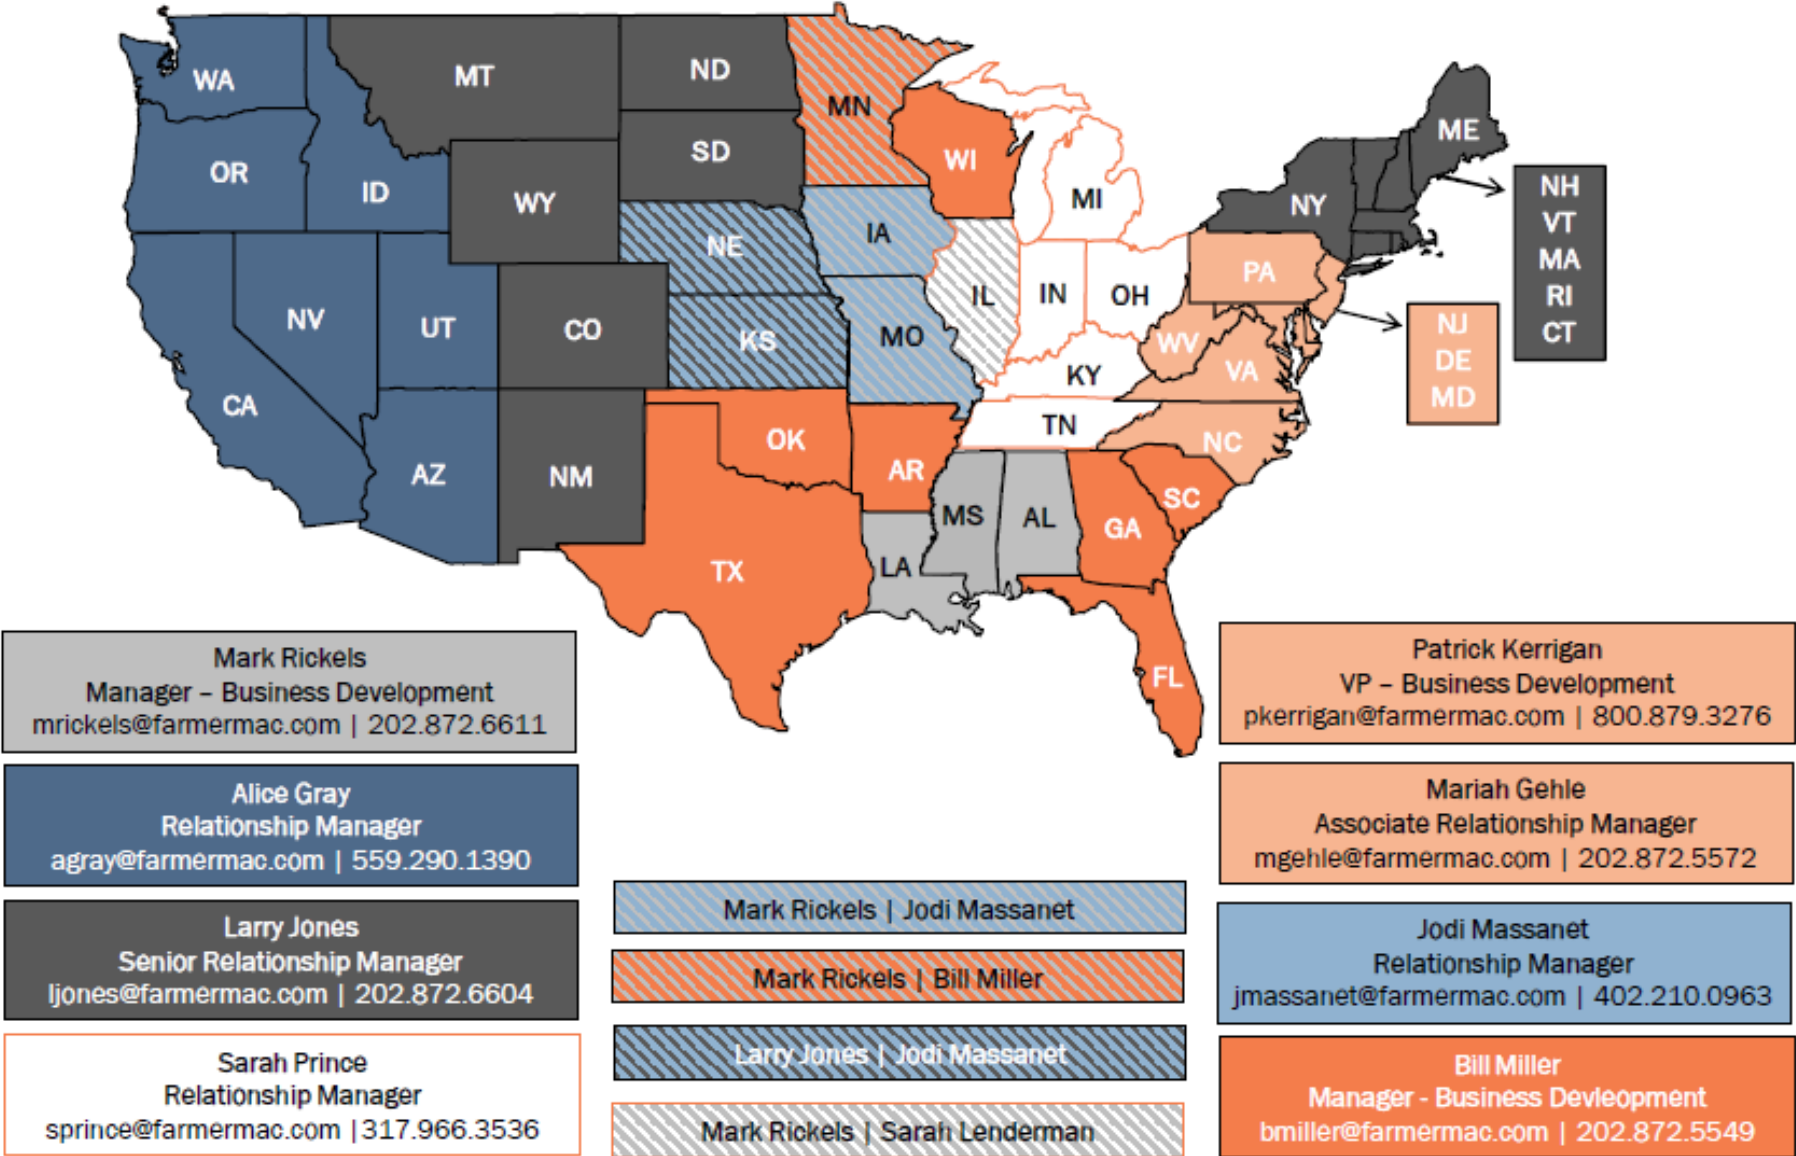 WA
MT
ND
MN
ME
OR
ID
SD
WI
WY
MI
NY
NH
VT
MA
RI
CT
NE
IA
PA
NV
UT
CO
KS
MO
IL
IN
OH
WV
VA
NJ
DE
MD
KY
CA
TN
NC
AZ
NM
OK
AR
SC
MS
AL
GA
TX
LA
FL
Mark Rickels
Manager – Business Development
mrickels@farmermac.com | 202.872.6611
Alice Gray
Relationship Manager
agray@farmermac.com | 559.290.1390
Larry Jones
Senior Relationship Manager
ljones@farmermac.com | 202.872.6604
Sarah Prince
Relationship Manager
sprince@farmermac.com |317.966.3536
Mark Rickels | Jodi Massanet
Mark Rickels | Bill Miller
Larry Jones | Jodi Massanet
Mark Rickels | Sarah Lenderman
Patrick Kerrigan
VP – Business Development
pkerrigan@farmermac.com | 800.879.3276
Mariah Gehle
Associate Relationship Manager
mgehle@farmermac.com | 202.872.5572
Jodi Massanet
Relationship Manager
jmassanet@farmermac.com | 402.210.0963
Bill Miller
Manager - Business Devleopment
bmiller@farmermac.com | 202.872.5549